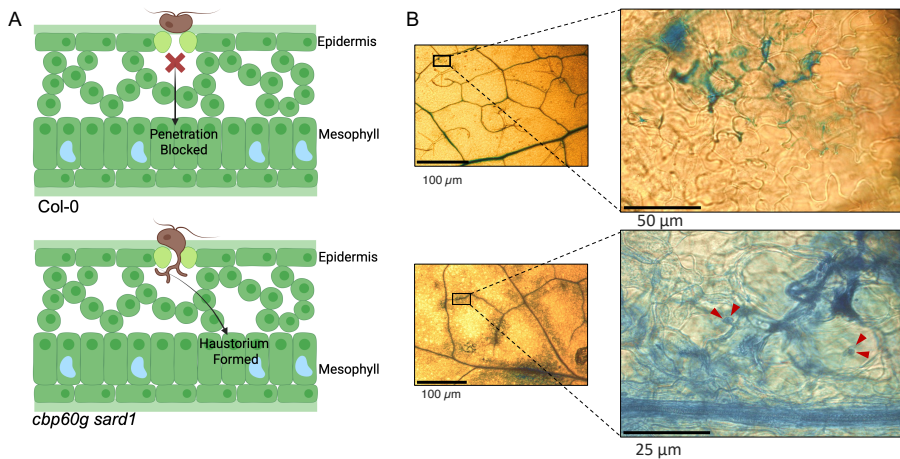 A
Epidermis
Penetration
Blocked
Mesophyll
Col-0
Epidermis
Haustorium
Formed
Mesophyll
cbp60g sard1
B
100 µm
50 µm
100 µm
25 µm